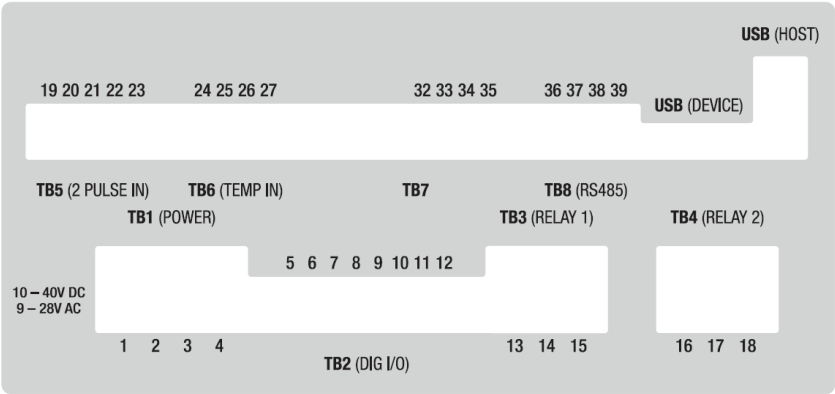 USB (HOST)
19 20 21 22 23 24 25 26 27 32 33 34 35 36 37 38 39
USB (DEVICE)
TB5 (2 PULSE IN) TB6 (TEMP IN) TB7 TB8 (RS485)
TB1 (POWER) TB3 (RELAY 1) TB4 (RELAY 2)
5 6 7 8 9 10 11 12
10 – 40V DC
9 – 28V AC
1 2 3 4 13 14 15 16 17 18
TB2 (DIG I/O)